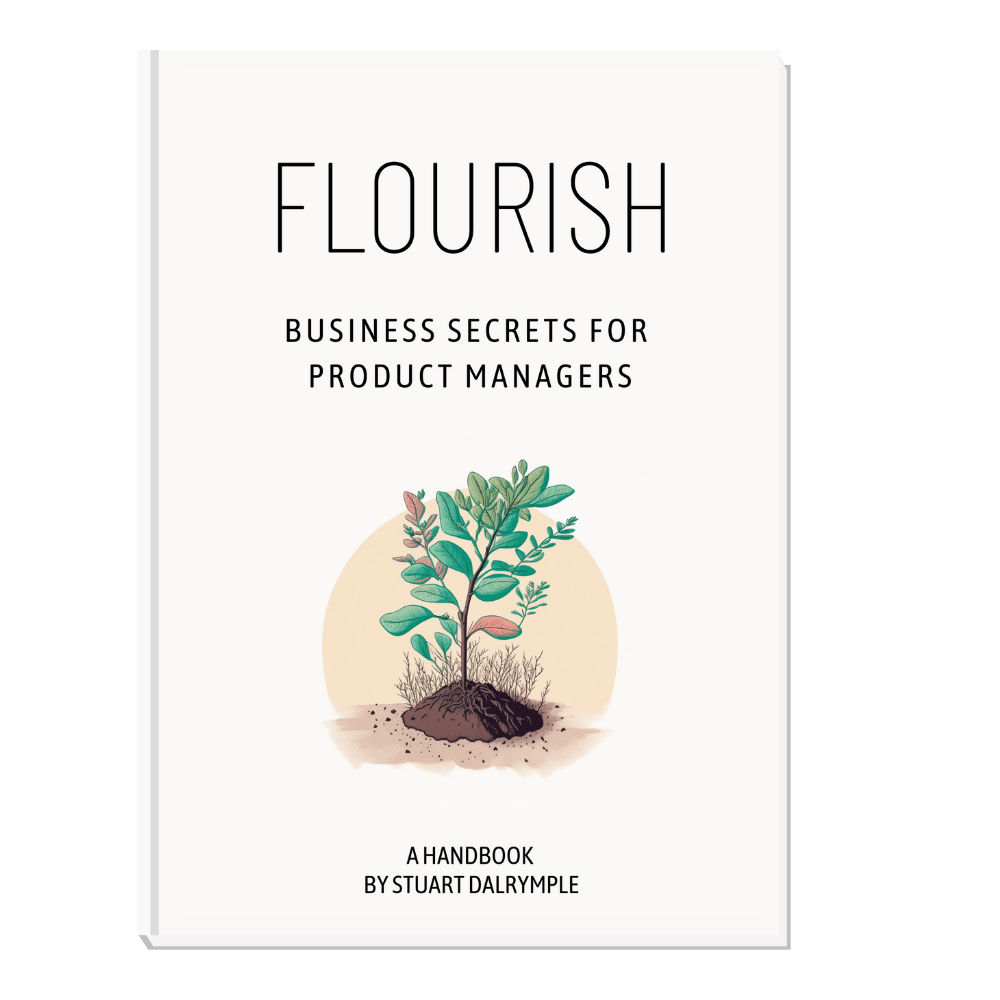 FLOURISH
BUSINESS SECRETS FOR
PRODUCT MANAGERS
A HANDBOOK
BY STUART DALRYMPLE